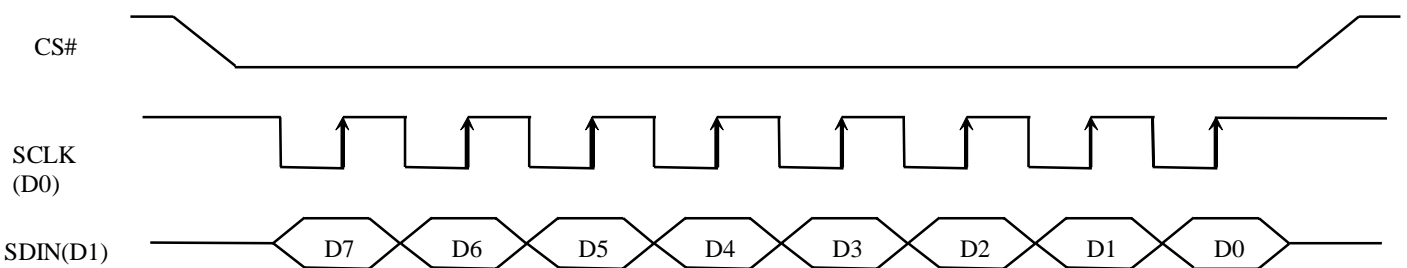 CS#
SCLK
(D0)
SDIN(D1)
D7 D6 D5 D4 D3 D2 D1 D0